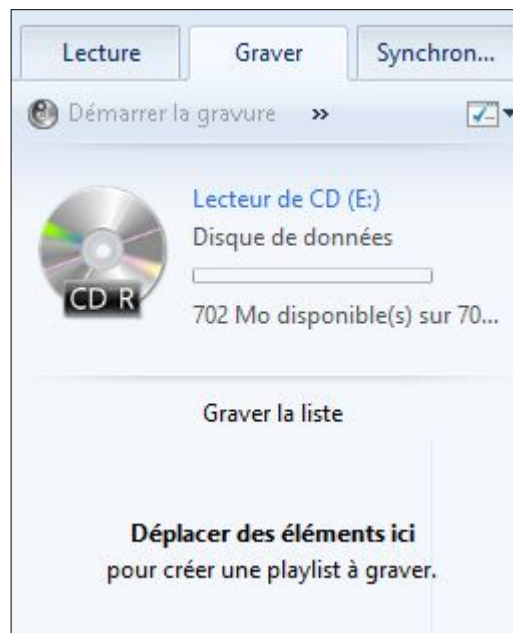 Lecture Graver Synchron...
Démarrer la gravure »
Lecteur de CD (E:)
Disque de données
CD R
702 Mo disponible(s) sur 70...
Graver la liste
Déplacer des éléments ici
pour créer une playlist à graver.